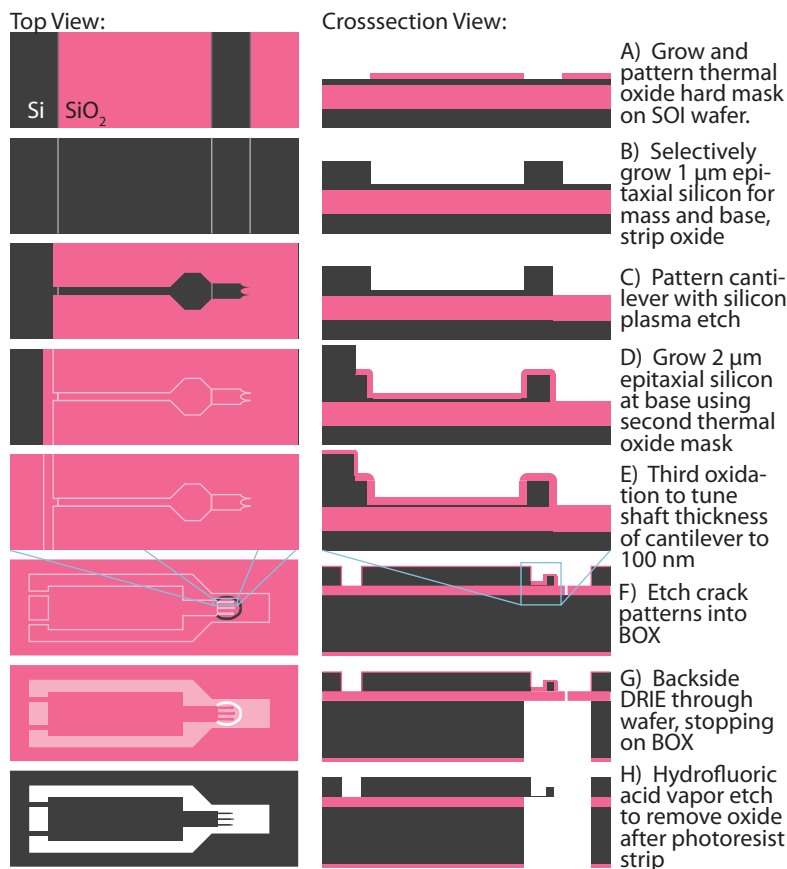 Top View:
Crosssection View:
Si
SiO2
A) Grow and
pattern thermal
oxide hard mask
on SOI wafer.
B) Selectively
grow 1 µm epi-
taxial silicon for
mass and base,
strip oxide
C) Pattern canti-
lever with silicon
plasma etch
D) Grow 2 µm
epitaxial silicon
at base using
second thermal
oxide mask
E) Third oxida-
tion to tune
shaft thickness
of cantilever to
100 nm
F) Etch crack
patterns into
BOX
G) Backside
DRIE through
wafer, stopping
on BOX
H) Hydrofluoric
acid vapor etch
to remove oxide
after photoresist
strip